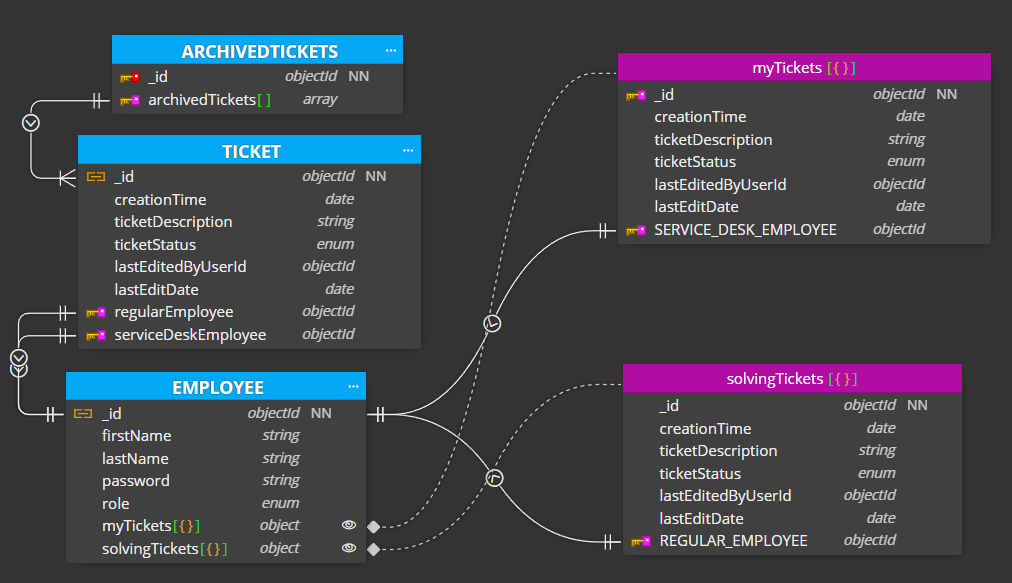 ARCHIVEDTICKETS ...
_id objectId NN
archivedTickets[] array
TICKET ...
_id objectId NN
creationTime date
ticketDescription string
ticketStatus enum
lastEditedByUserId objectId
lastEditDate date
regularEmployee objectId
serviceDeskEmployee objectId
EMPLOYEE ...
_id objectId NN
firstName string
lastName string
password string
role enum
myTickets[{}] object
solvingTickets[{}] object
myTickets [{}]
_id objectId NN
creationTime date
ticketDescription string
ticketStatus enum
lastEditedByUserId objectId
lastEditDate date
SERVICE_DESK_EMPLOYEE objectId
solvingTickets [{}]
_id objectId NN
creationTime date
ticketDescription string
ticketStatus enum
lastEditedByUserId objectId
lastEditDate date
REGULAR_EMPLOYEE objectId